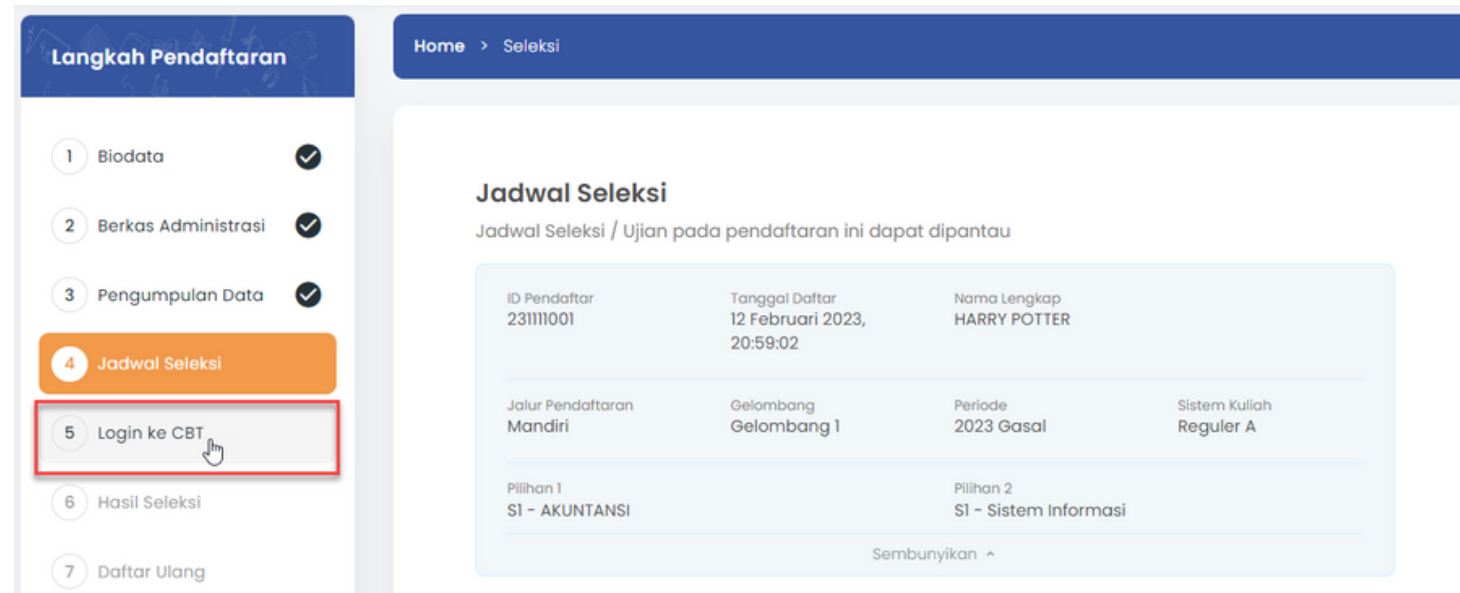 Langkah Pendaftaran
1 Biodata
2 Berkas Administrasi
3 Pengumpulan Data
4 Jadwal Seleksi
5 Login ke CBT
6 Hasil Seleksi
7 Daftar Ulang
Home > Seleksi
Jadwal Seleksi
Jadwal Seleksi / Ujian pada pendaftaran ini dapat dipantau
ID Pendaftar
231111001
Tanggal Daftar
12 Februari 2023,
20:59:02
Nama Lengkap
HARRY POTTER
Jalur Pendaftaran
Mandiri
Gelombang
Gelombang 1
Periode
2023 Gasal
Sistem Kuliah
Reguler A
Pilihan 1
S1 - AKUNTANSI
Pilihan 2
S1 - Sistem Informasi
Sembunyikan